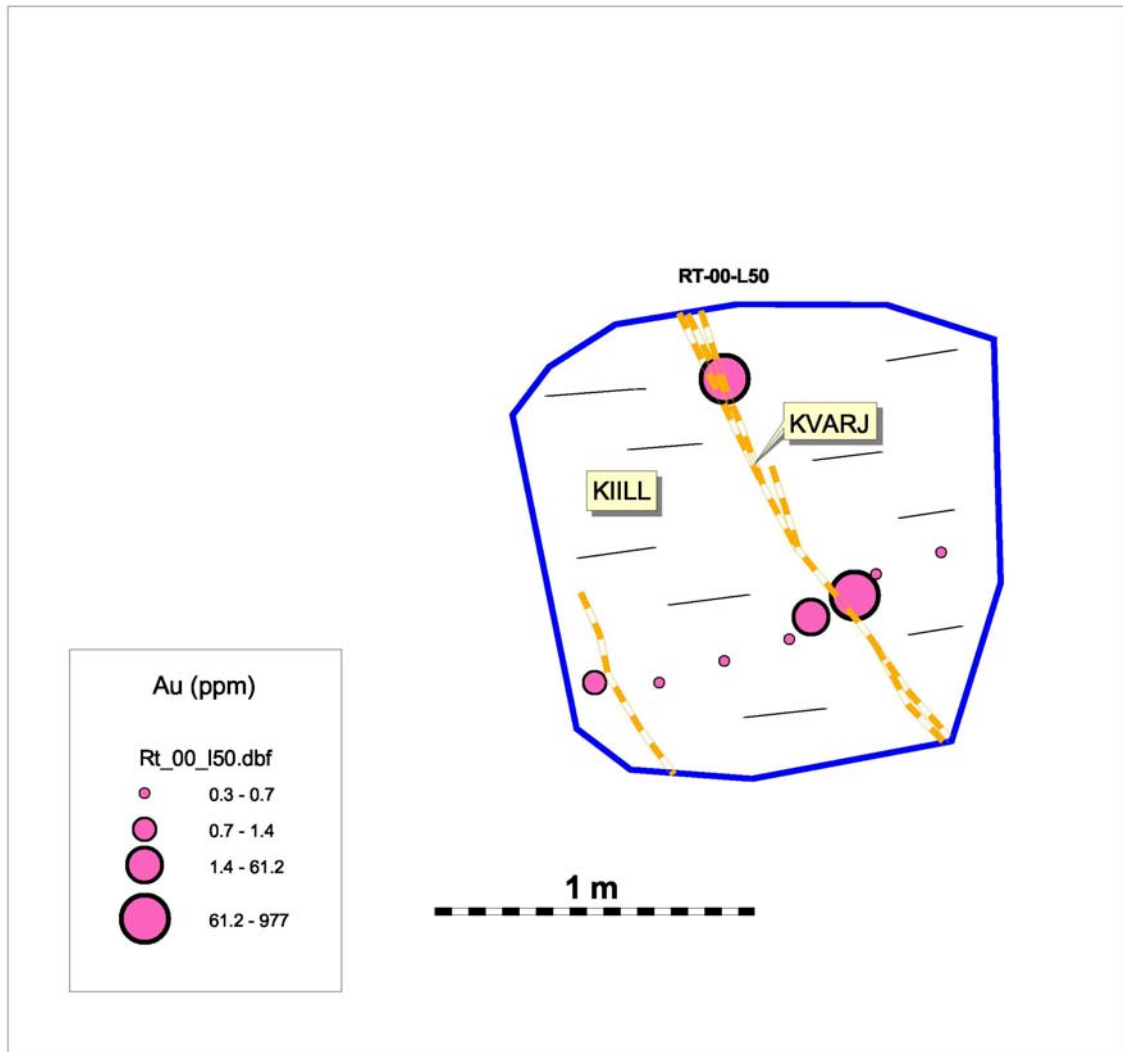 RT-00-L50
KVARJ
KIILL
Au (ppm)
Rt_00_l50.dbf
0.3 - 0.7
0.7 - 1.4
1.4 - 61.2
61.2 - 977
1 m